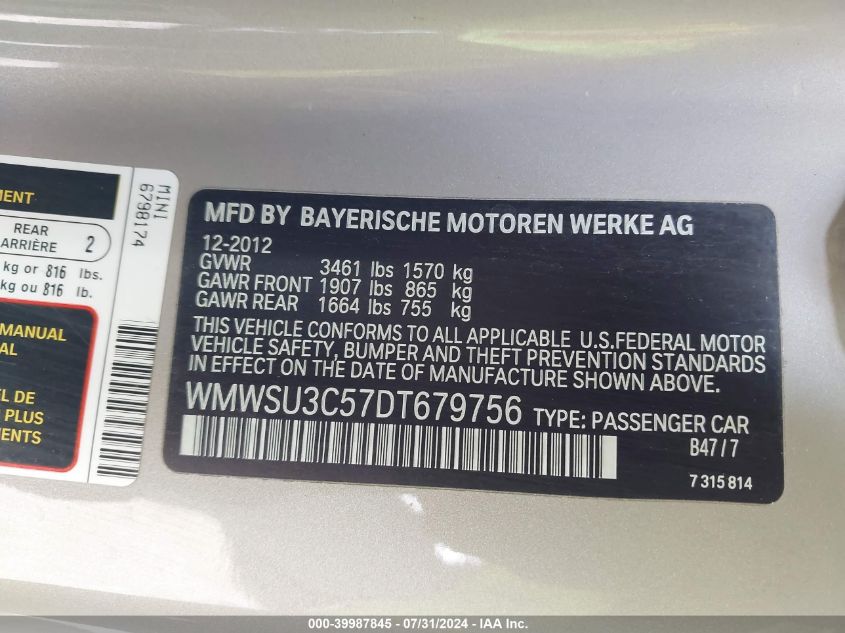 MENT
REAR
ARRIÈRE 2
kg or 816 lbs.
kg ou 816 lb.
MANUAL
AL
EL DE
PLUS
EMENTS
MINI
6798174
MFD BY BAYERISCHE MOTOREN WERKE AG
12-2012
GVWR 3461 lbs 1570 kg
GAWR FRONT 1907 lbs 865 kg
GAWR REAR 1664 lbs 755 kg
THIS VEHICLE CONFORMS TO ALL APPLICABLE U.S.FEDERAL MOTOR
VEHICLE SAFETY, BUMPER AND THEFT PREVENTION STANDARDS
IN EFFECT ON THE DATE OF MANUFACTURE SHOWN ABOVE.
WMWSU3C57DT679756 TYPE: PASSENGER CAR
B47/7
7 315 814
000-39987845 - 07/31/2024 - IAA Inc.